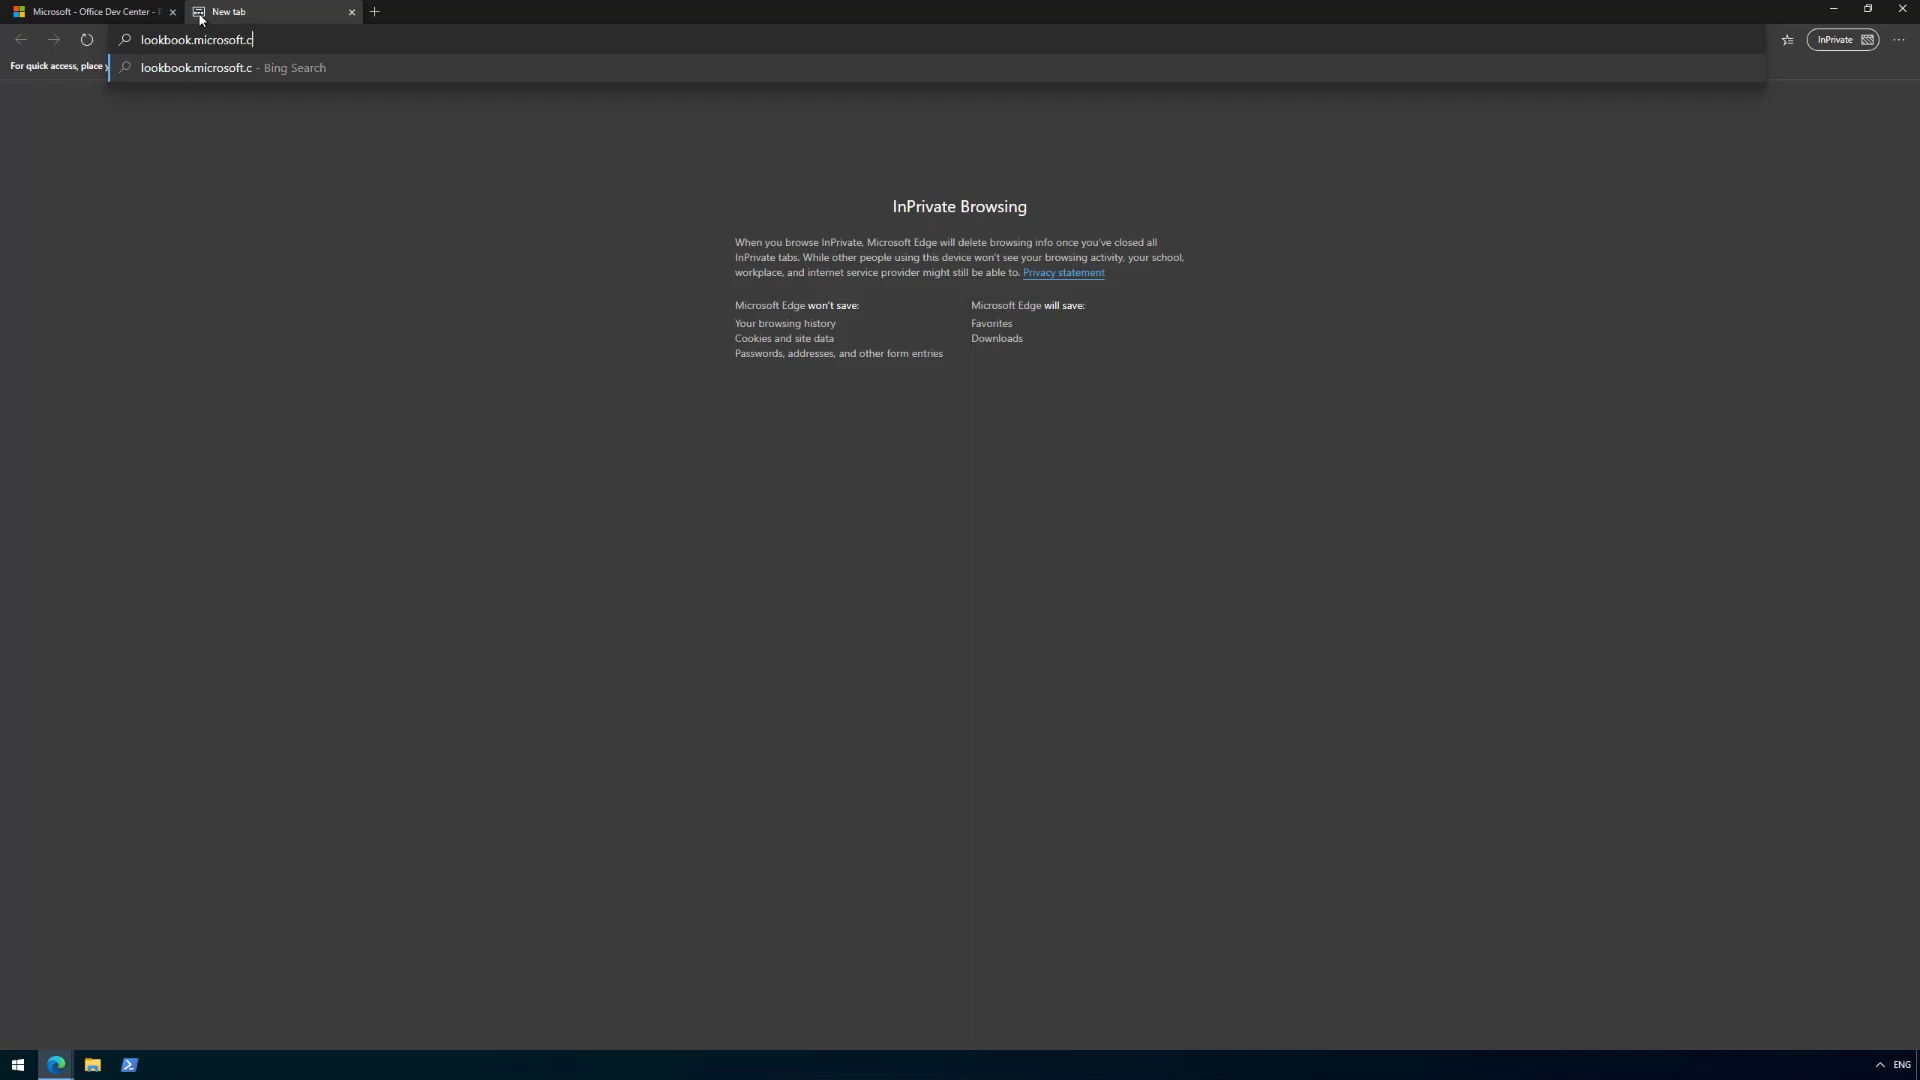 Microsoft - Office Dev Center -
New tab
lookbook.microsoft.c
InPrivate
For quick access, place y
lookbook.microsoft.c - Bing Search
InPrivate Browsing
When you browse InPrivate, Microsoft Edge will delete browsing info once you've closed all
InPrivate tabs. While other people using this device won't see your browsing activity, your school,
workplace, and internet service provider might still be able to. Privacy statement
Microsoft Edge won't save:
Your browsing history
Cookies and site data
Passwords, addresses, and other form entries
Microsoft Edge will save:
Favorites
Downloads
ENG